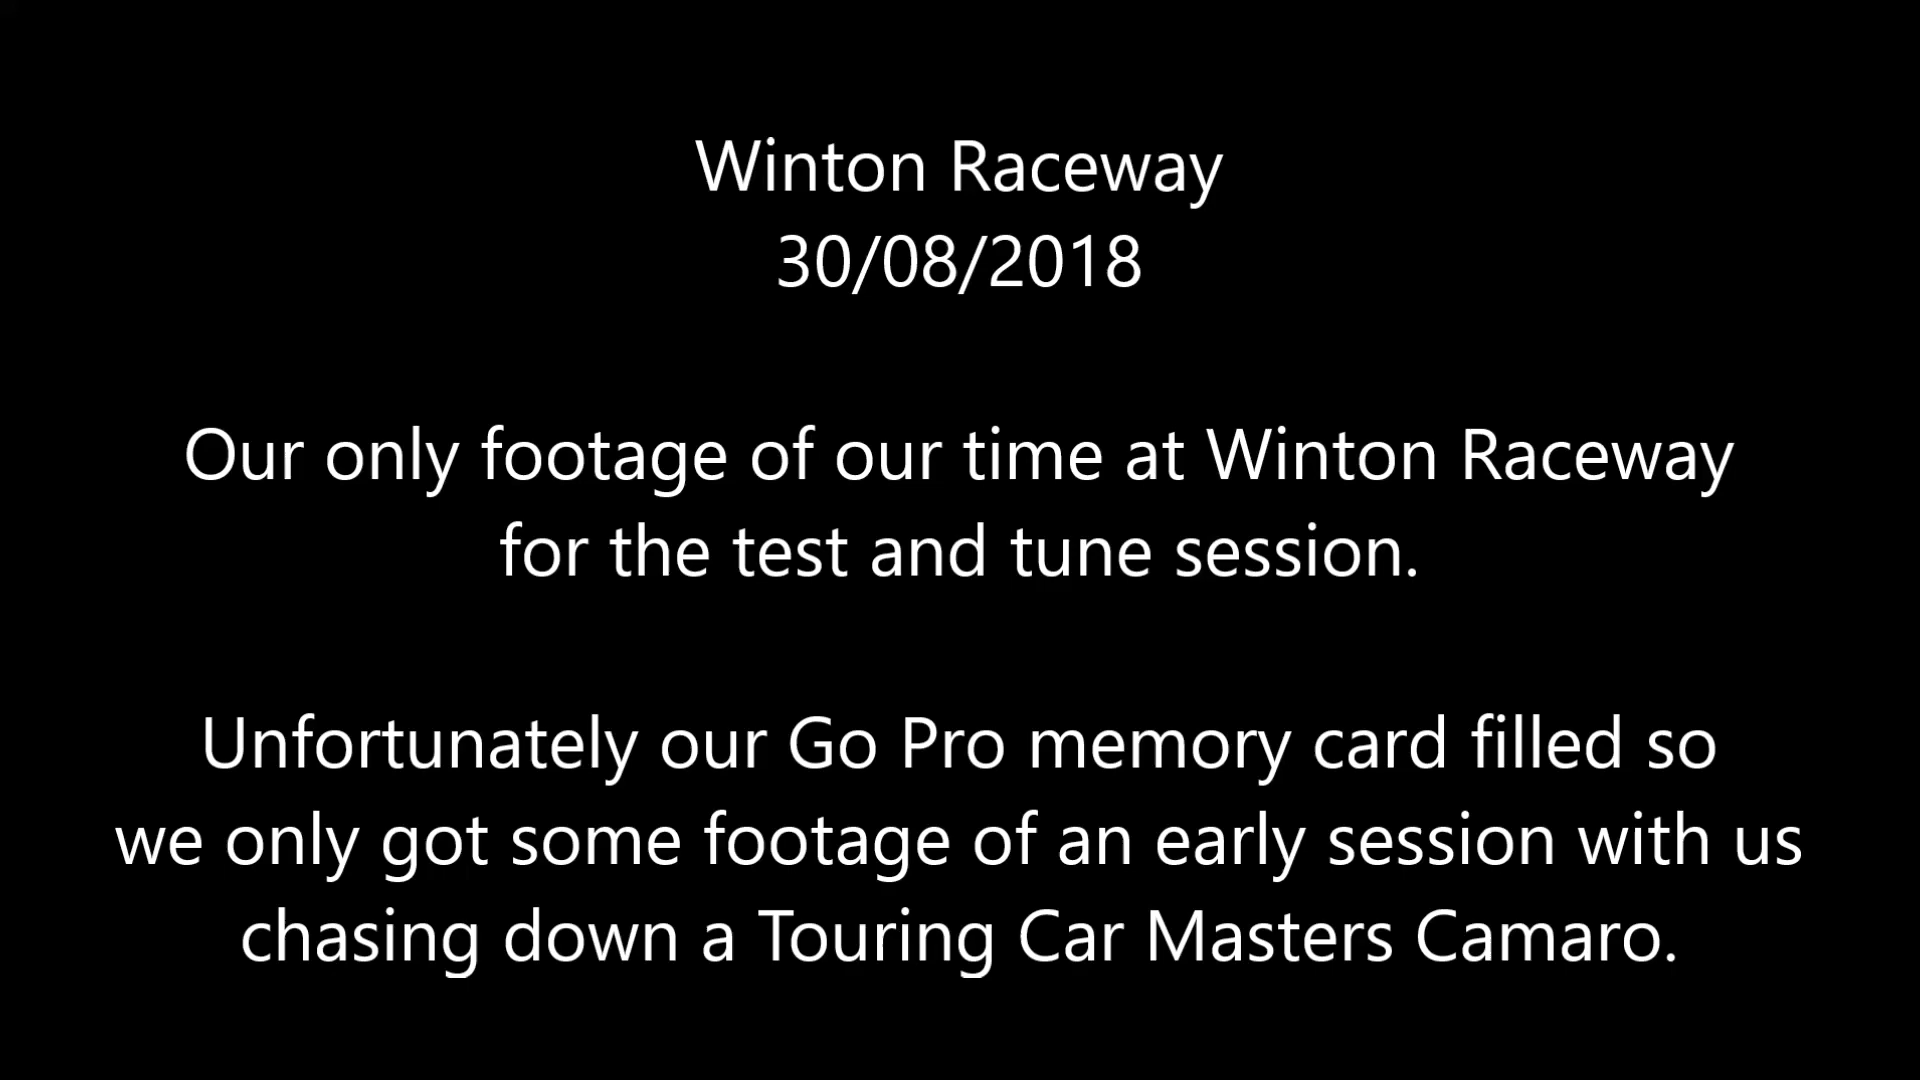 Winton Raceway
30/08/2018
Our only footage of our time at Winton Raceway
for the test and tune session.
Unfortunately our Go Pro memory card filled so
we only got some footage of an early session with us
chasing down a Touring Car Masters Camaro.